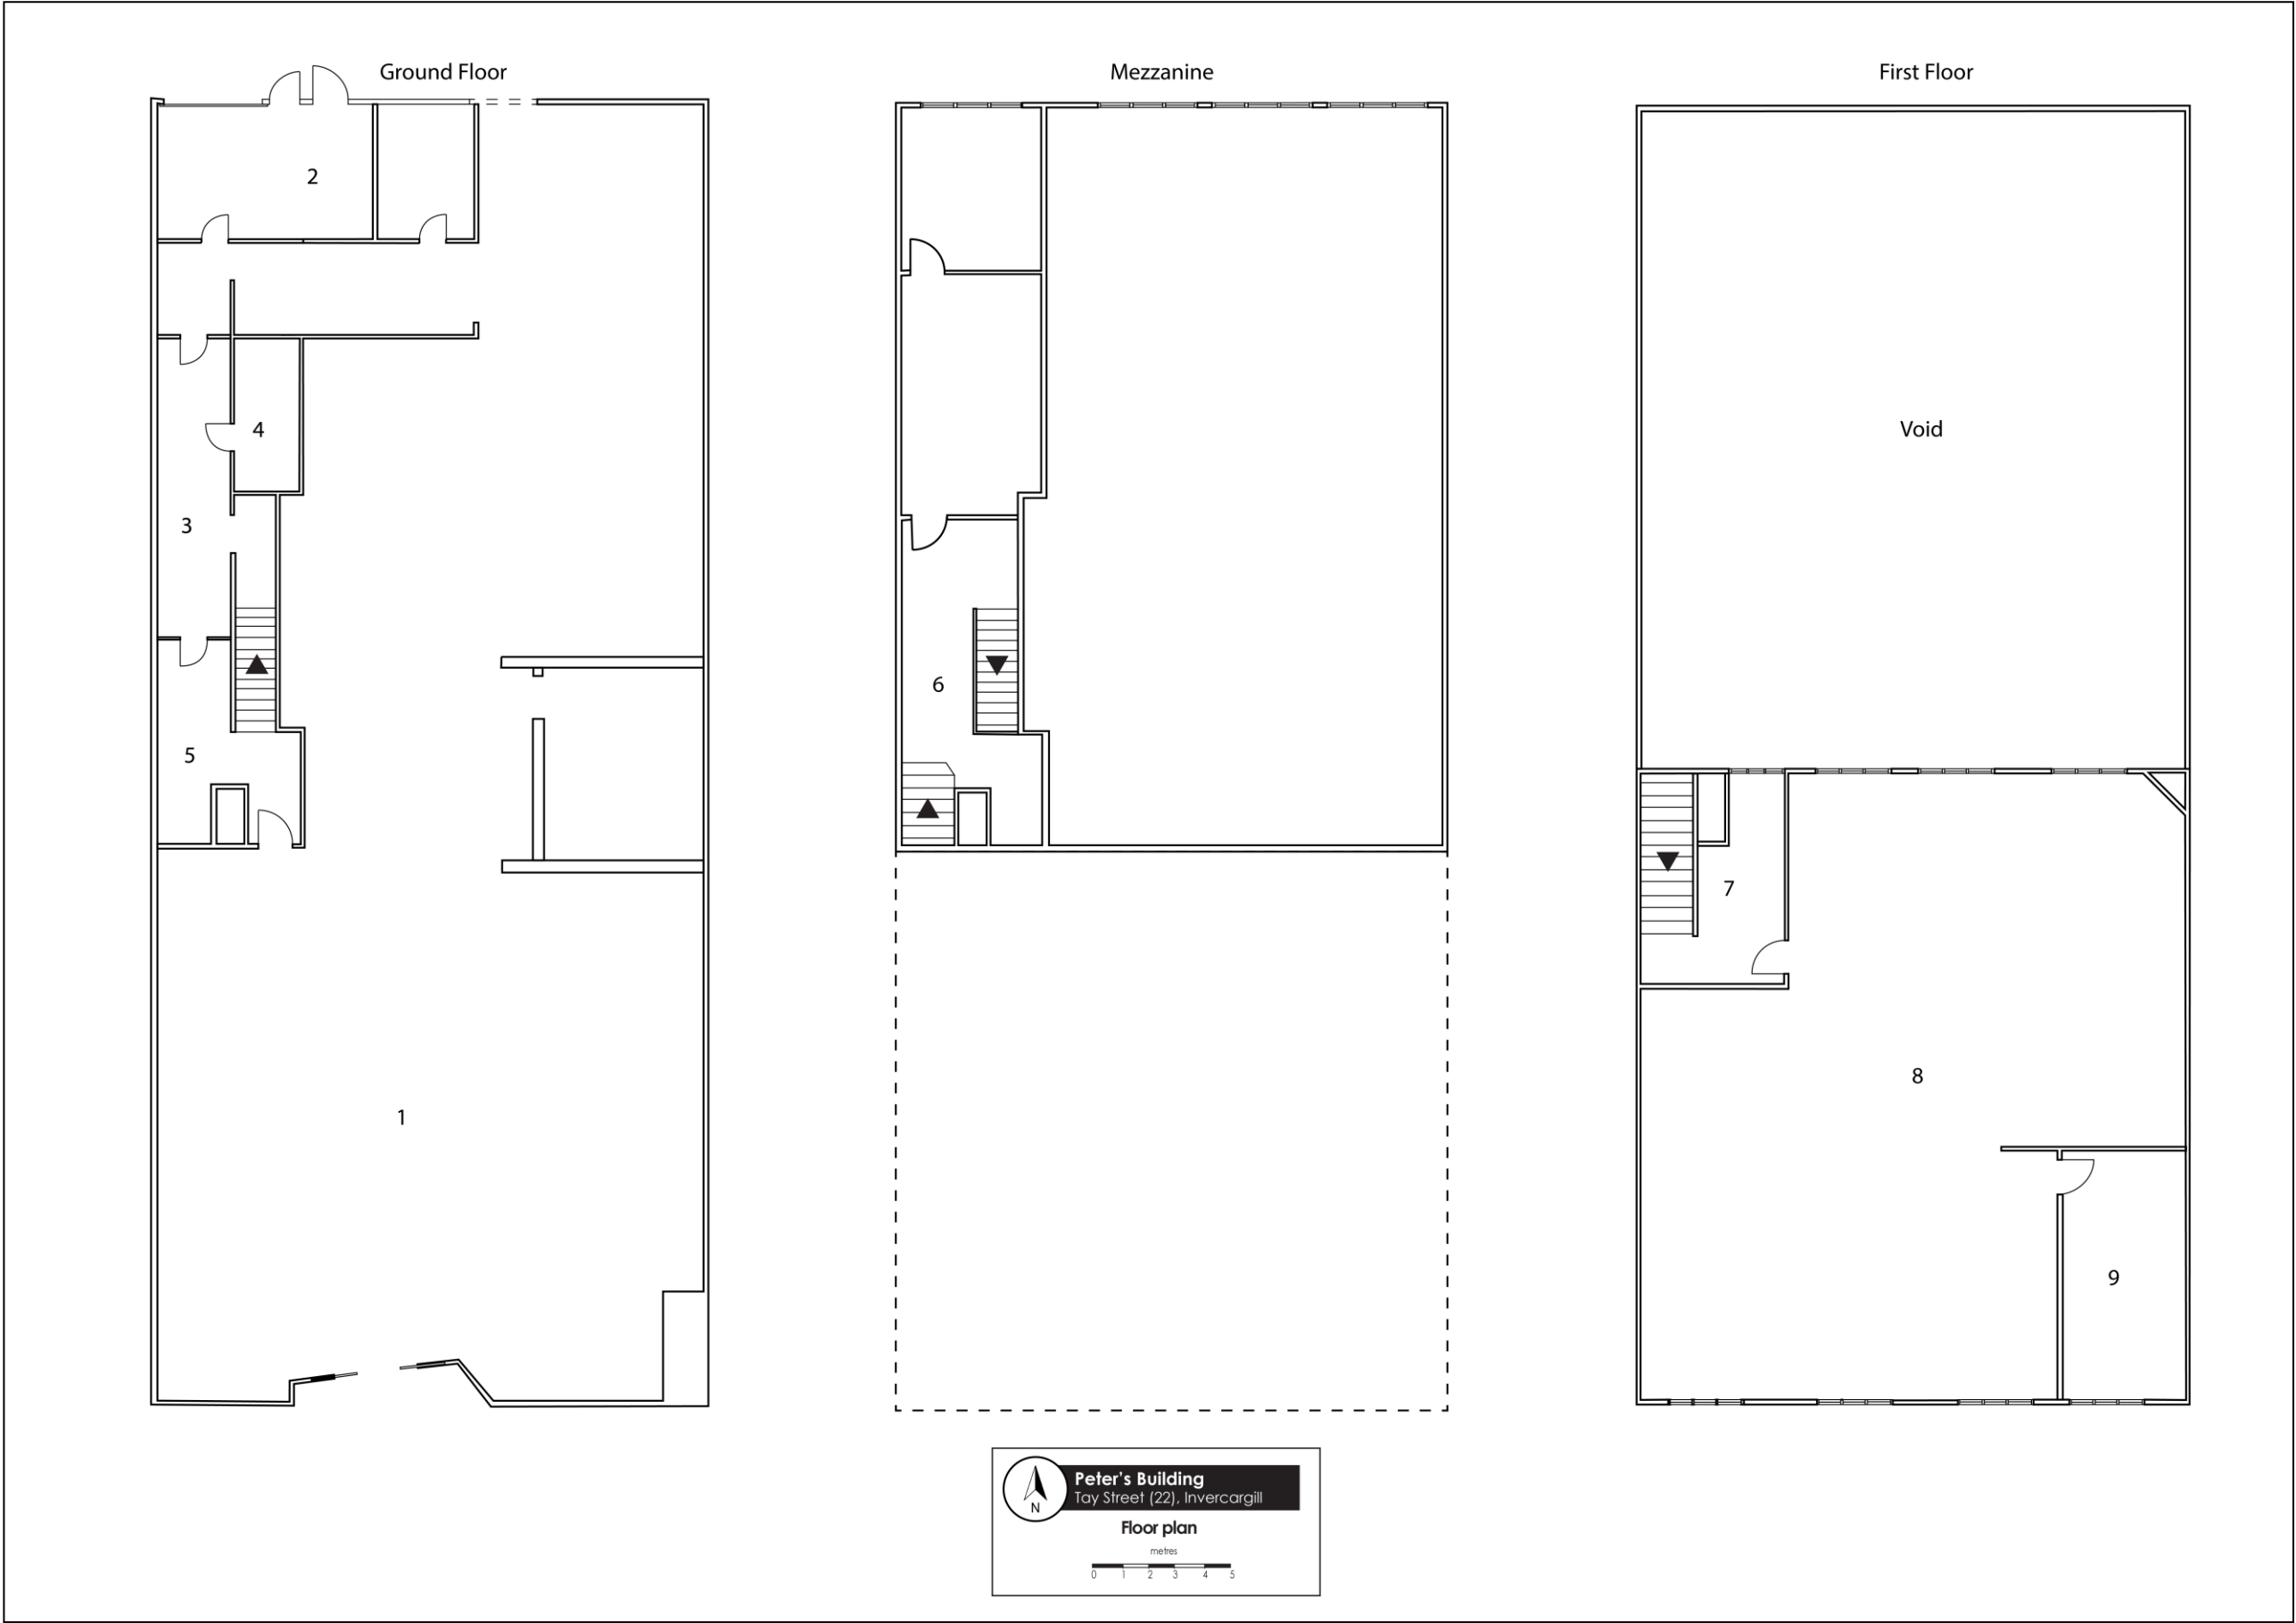 Ground Floor
Mezzanine
First Floor
2
4
3
5
1
6
Void
7
8
9
N
Peter's Building
Tay Street (22), Invercargill
Floor plan
metres
0 1 2 3 4 5